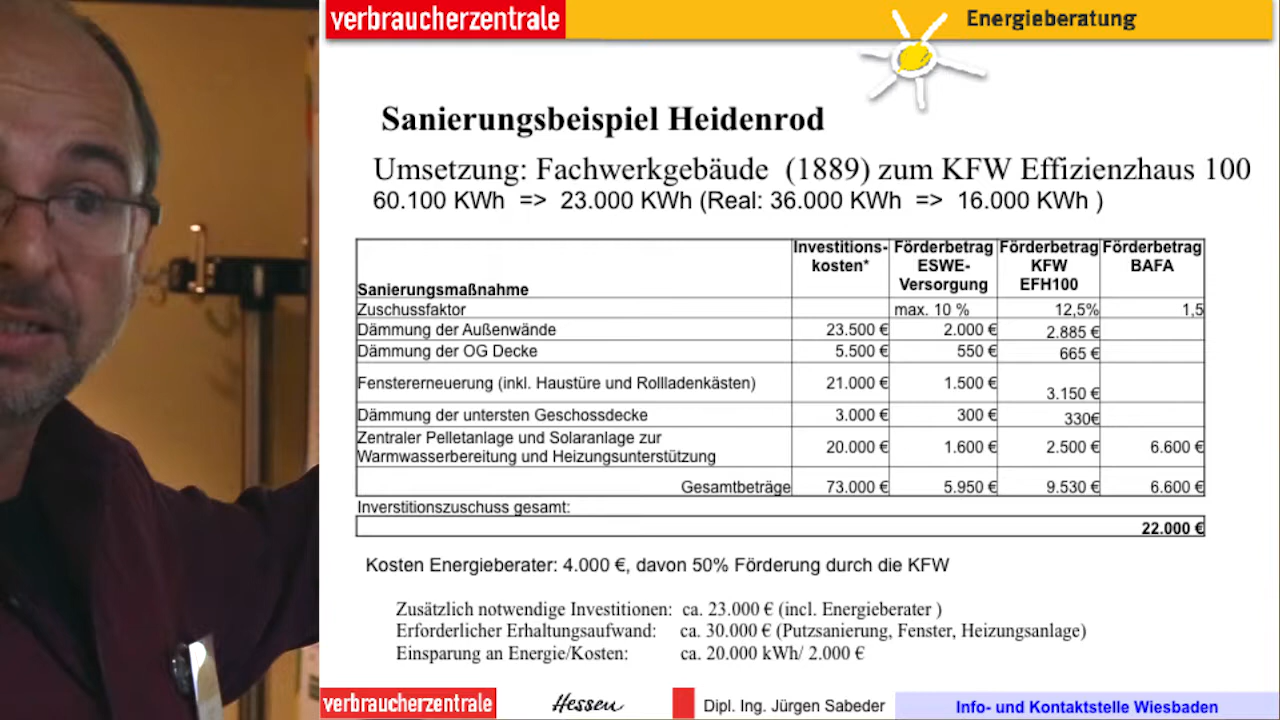 verbraucherzentrale
Energieberatung
Sanierungsbeispiel Heidenrod
Umsetzung: Fachwerkgebäude (1889) zum KFW Effizienzhaus 100
60.100 KWh => 23.000 KWh (Real: 36.000 KWh => 16.000 KWh )
Sanierungsmaßnahme Investitions-kosten* Förderbetrag ESWE-Versorgung Förderbetrag KFW EFH100 Förderbetrag BAFA
Zuschussfaktor max. 10 % 12,5% 1,5
Dämmung der Außenwände 23.500 € 2.000 € 2.885 €
Dämmung der OG Decke 5.500 € 550 € 665 €
Fenstererneuerung (inkl. Haustüre und Rollladenkästen) 21.000 € 1.500 € 3.150 €
Dämmung der untersten Geschossdecke 3.000 € 300 € 330€
Zentraler Pelletanlage und Solaranlage zur
Warmwasserbereitung und Heizungsunterstützung 20.000 € 1.600 € 2.500 € 6.600 €
Gesamtbeträge 73.000 € 5.950 € 9.530 € 6.600 €
Inverstitionszuschuss gesamt:
22.000 €
Kosten Energieberater: 4.000 €, davon 50% Förderung durch die KFW
Zusätzlich notwendige Investitionen: ca. 23.000 € (incl. Energieberater )
Erforderlicher Erhaltungsaufwand: ca. 30.000 € (Putzsanierung, Fenster, Heizungsanlage)
Einsparung an Energie/Kosten: ca. 20.000 kWh/ 2.000 €
verbraucherzentrale Hessen Dipl. Ing. Jürgen Sabeder Info- und Kontaktstelle Wiesbaden